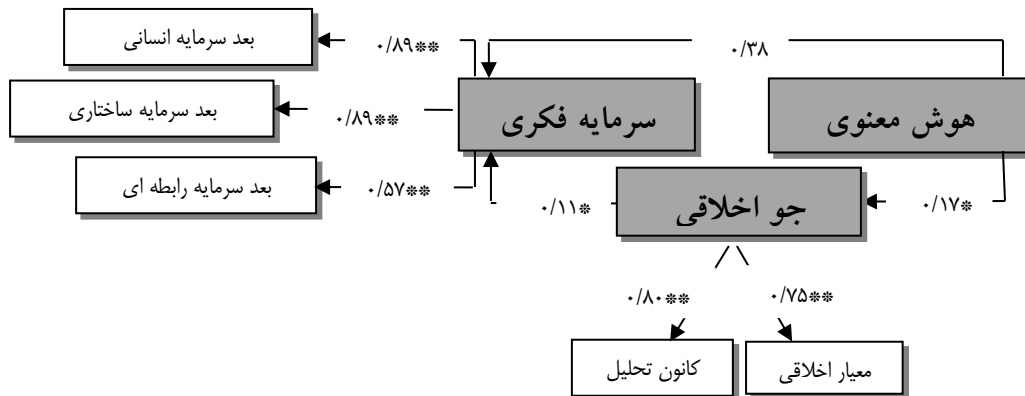 بعد سرمایه انسانی
۰/۸۹**
۰/۳۸
هوش معنوی
سرمایه فکری
بعد سرمایه ساختاری
۰/۸۹**
بعد سرمایه رابطه ای
۰/۵۷**
جو اخلاقی
۰/۱۷*
۰/۱۱*
۰/۷۵**
۰/۸۰**
معیار اخلاقی
کانون تحلیل